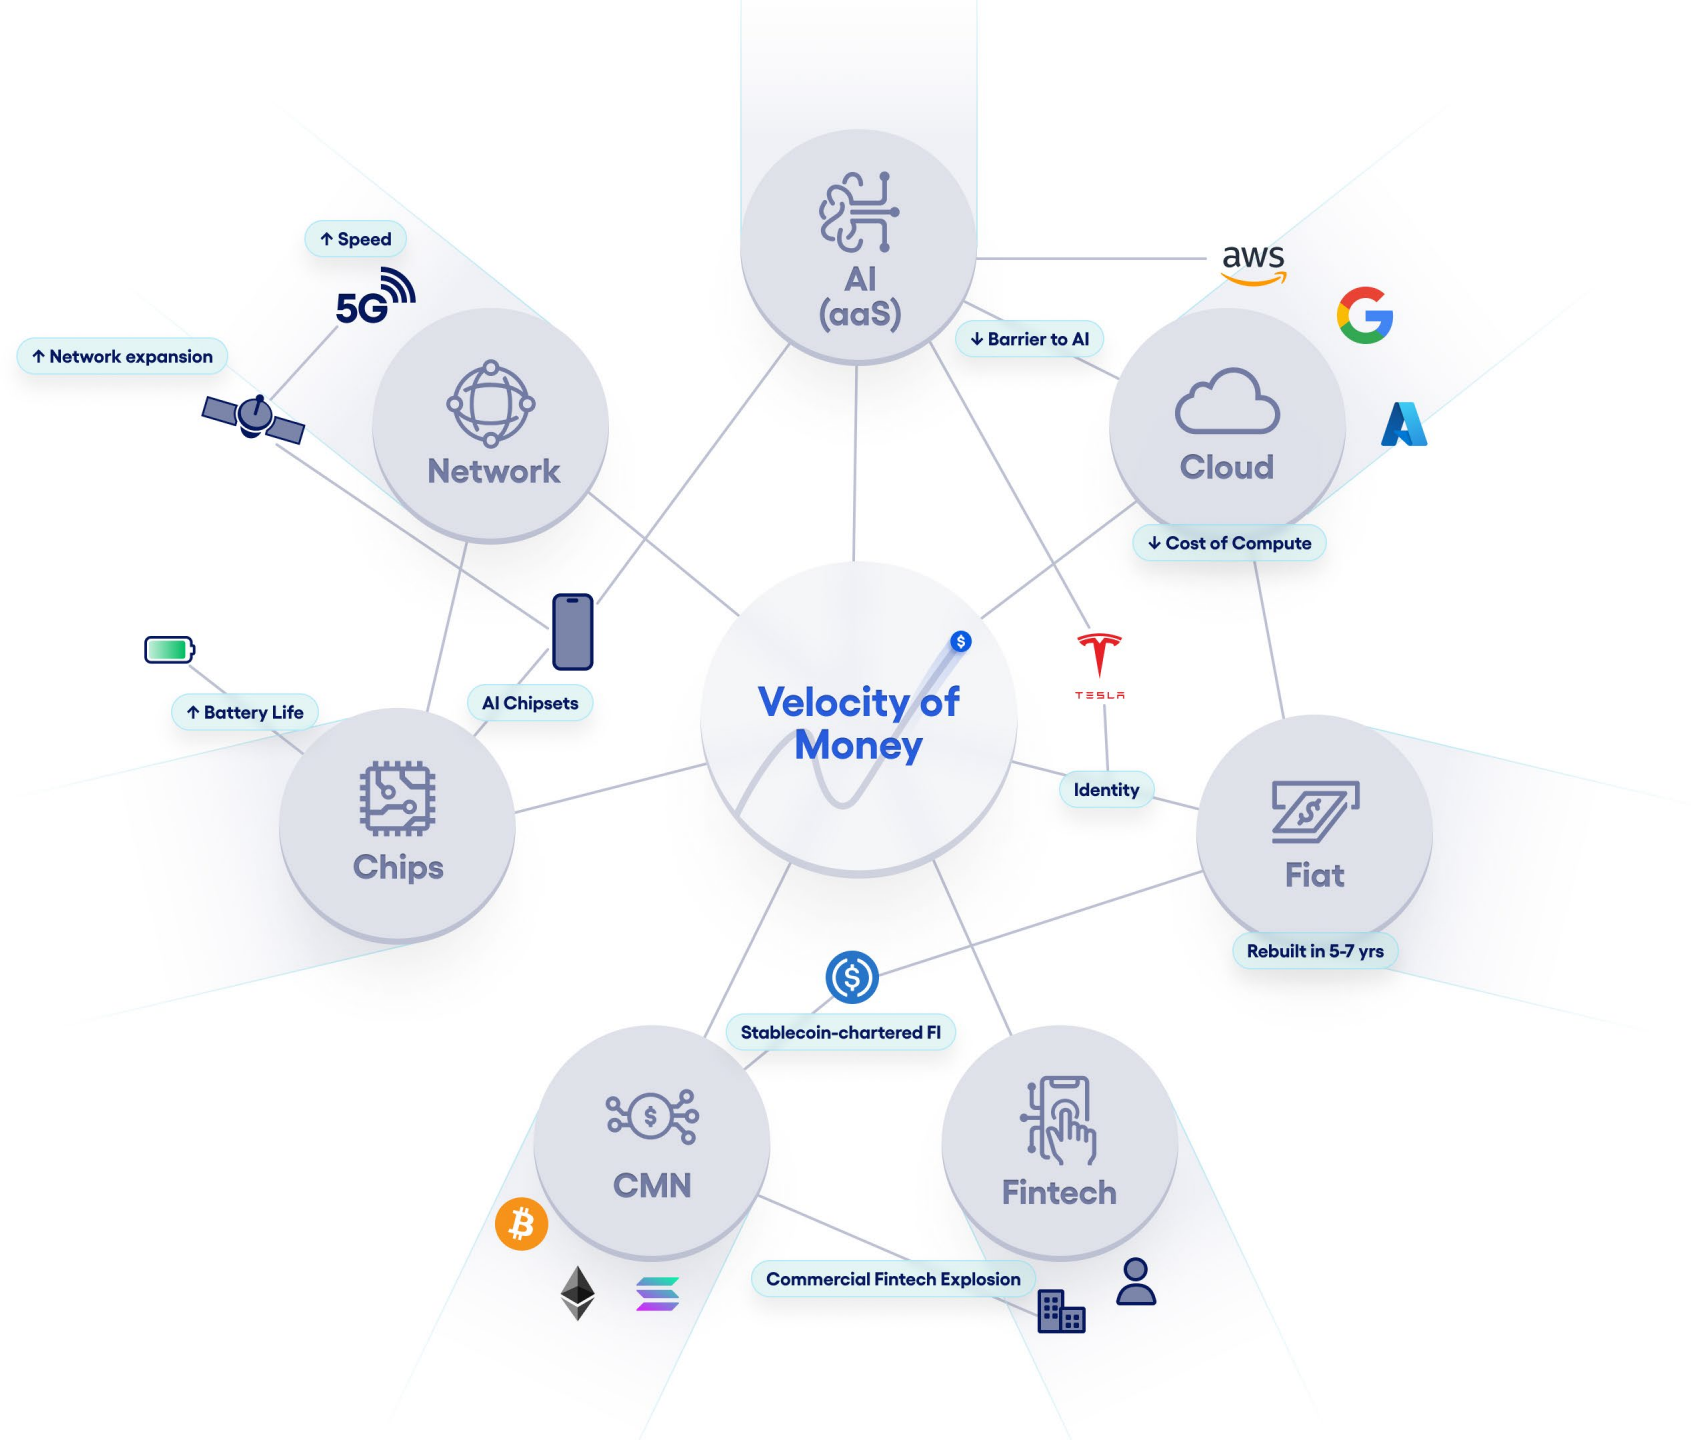 AI
(aaS)
↑ Speed
5G
aws
↓ Barrier to AI
↑ Network expansion
Network
Cloud
↓ Cost of Compute
Velocity of
Money
$
TESLA
AI Chipsets
↑ Battery Life
Identity
Chips
$
Fiat
Rebuilt in 5-7 yrs
$
Stablecoin-chartered FI
$
CMN
Fintech
Commercial Fintech Explosion